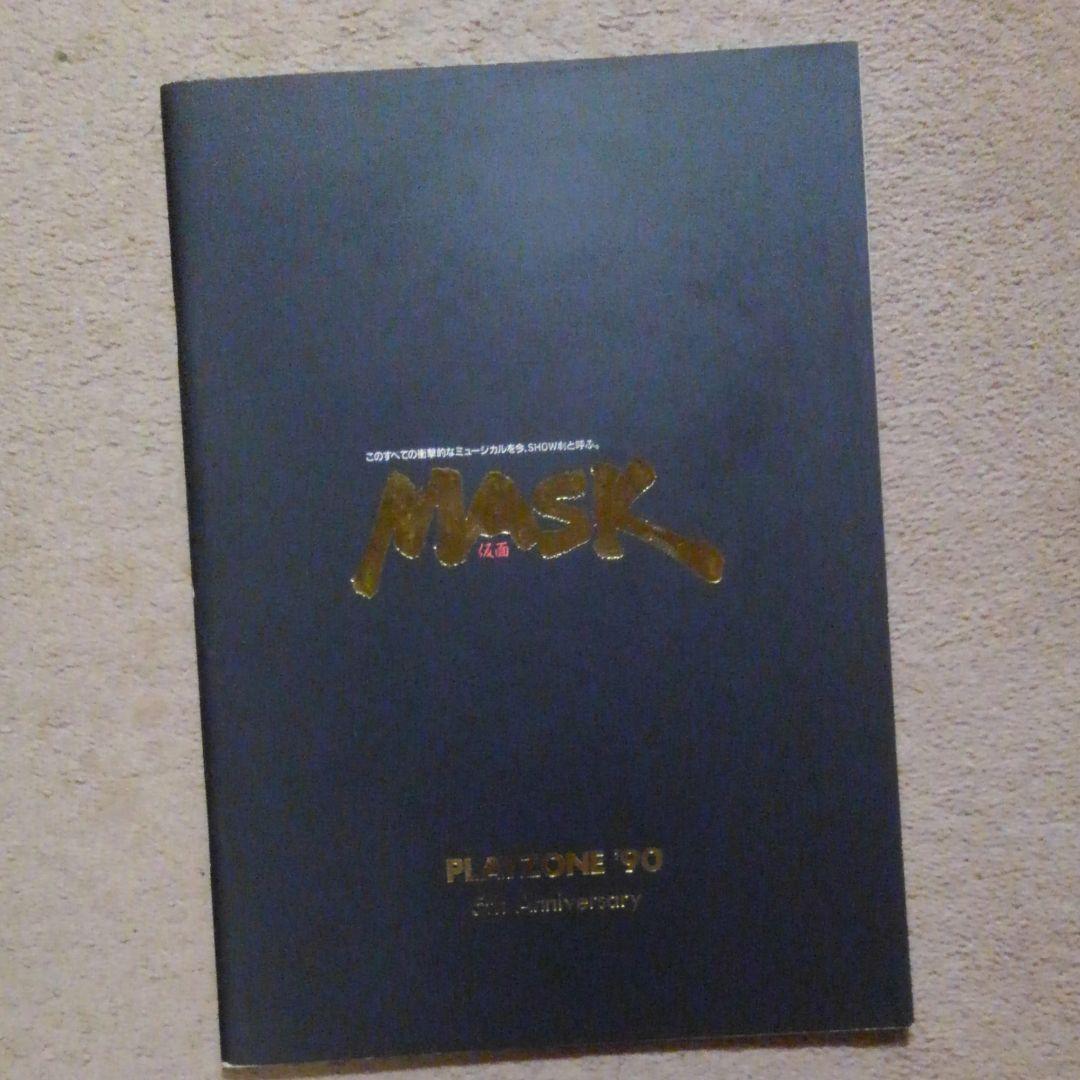 このすべての衝撃的なミュージカルを今、SHOW劇と呼ぶ。
MASK
仮面
PLAYZONE '90
5th Anniversary